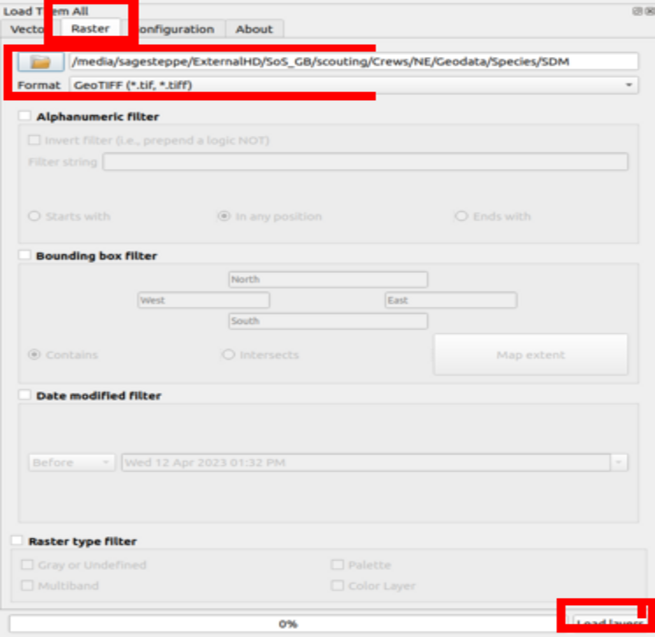 Load Them All
Vector Raster Configuration About
/media/sagesteppe/ExternalHD/SoS_GB/scouting/Crews/NE/Geodata/Species/SDM
Format GeoTIFF (*.tif, *.tiff)
Alphanumeric filter
Invert filter (i.e., prepend a logic NOT)
Filter string
Starts with In any position Ends with
Bounding box filter
North
West East
South
Contains Intersects Map extent
Date modified filter
Before Wed 12 Apr 2023 01:32 PM
Raster type filter
Gray or Undefined Palette
Multiband Color Layer
0% Load layers